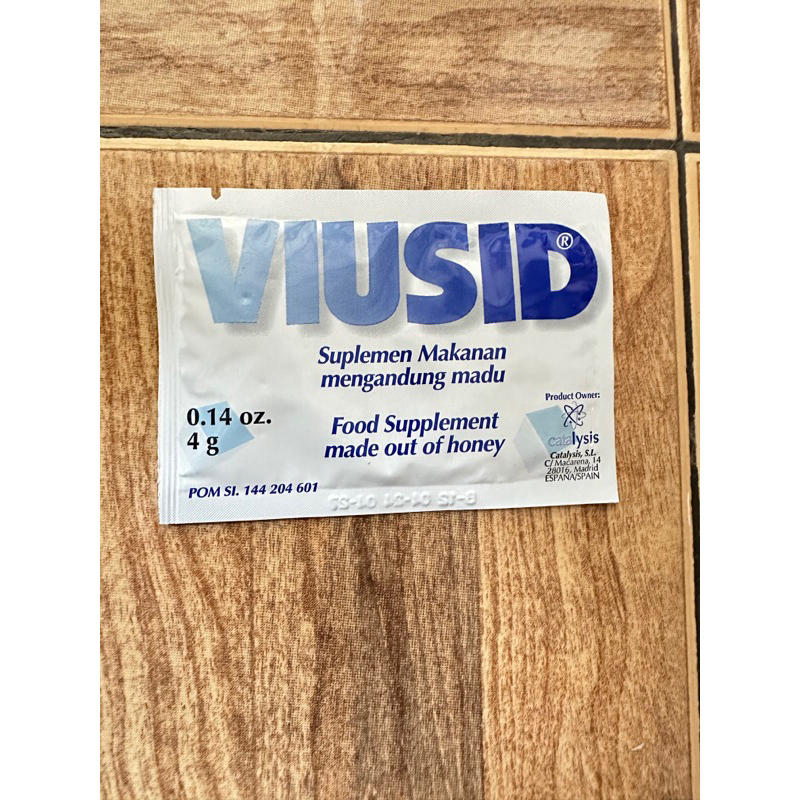 VIUSID®
Suplemen Makanan
mengandung madu
0.14 oz.
4 g
Food Supplement
made out of honey
POM SI. 144 204 601
Product Owner:
catalysis
Catalysis, S.L.
C/ Macarena, 14
28016, Madrid
ESPAÑA/SPAIN